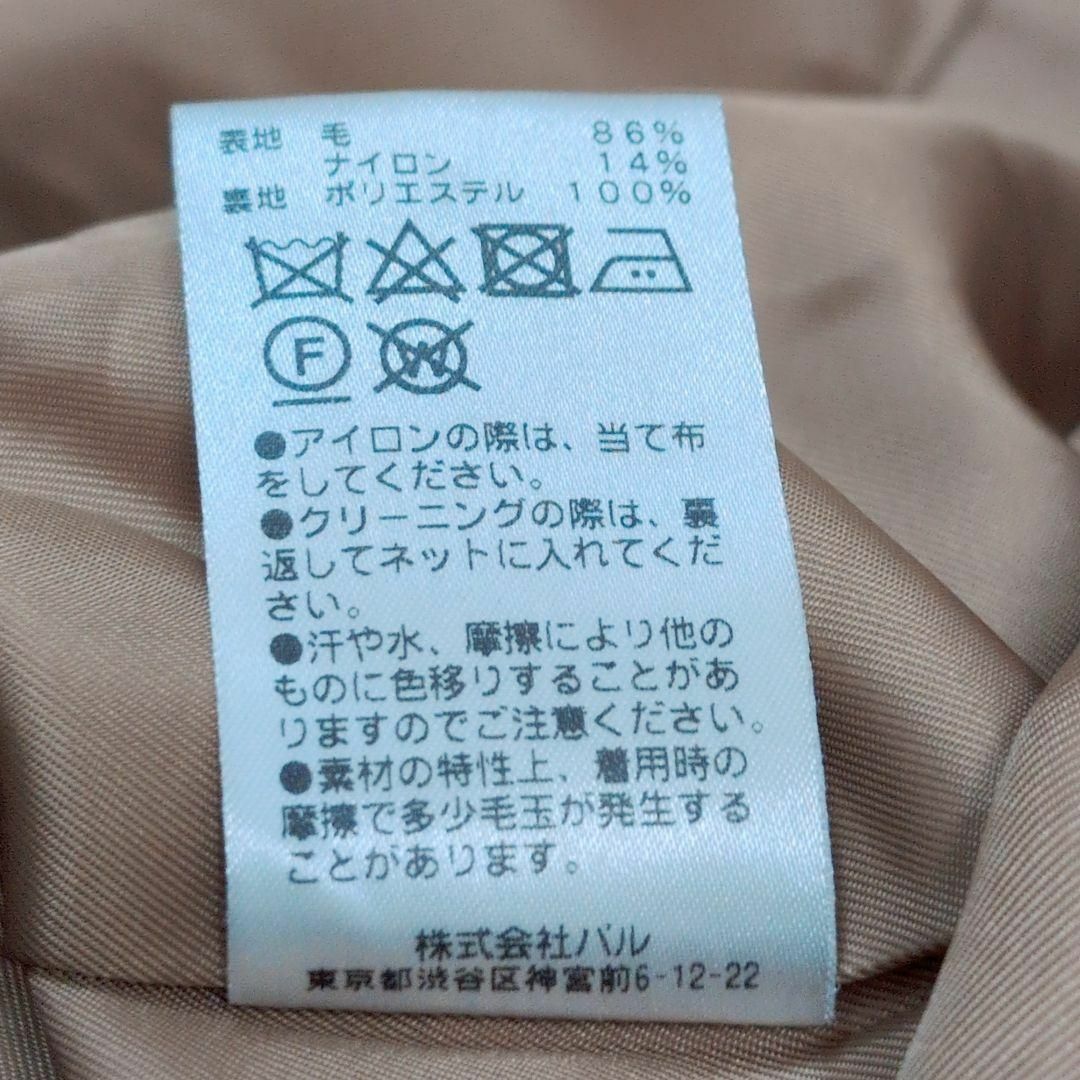 表地 毛 86%
ナイロン 14%
裏地 ポリエステル 100%
F W
●アイロンの際は、当て布
をしてください。
●クリーニングの際は、裏
返してネットに入れてくだ
さい。
●汗や水、摩擦により他の
ものに色移りすることがあ
りますのでご注意ください。
●素材の特性上、着用時の
摩擦で多少毛玉が発生する
ことがあります。
株式会社パル
東京都渋谷区神宮前6-12-22